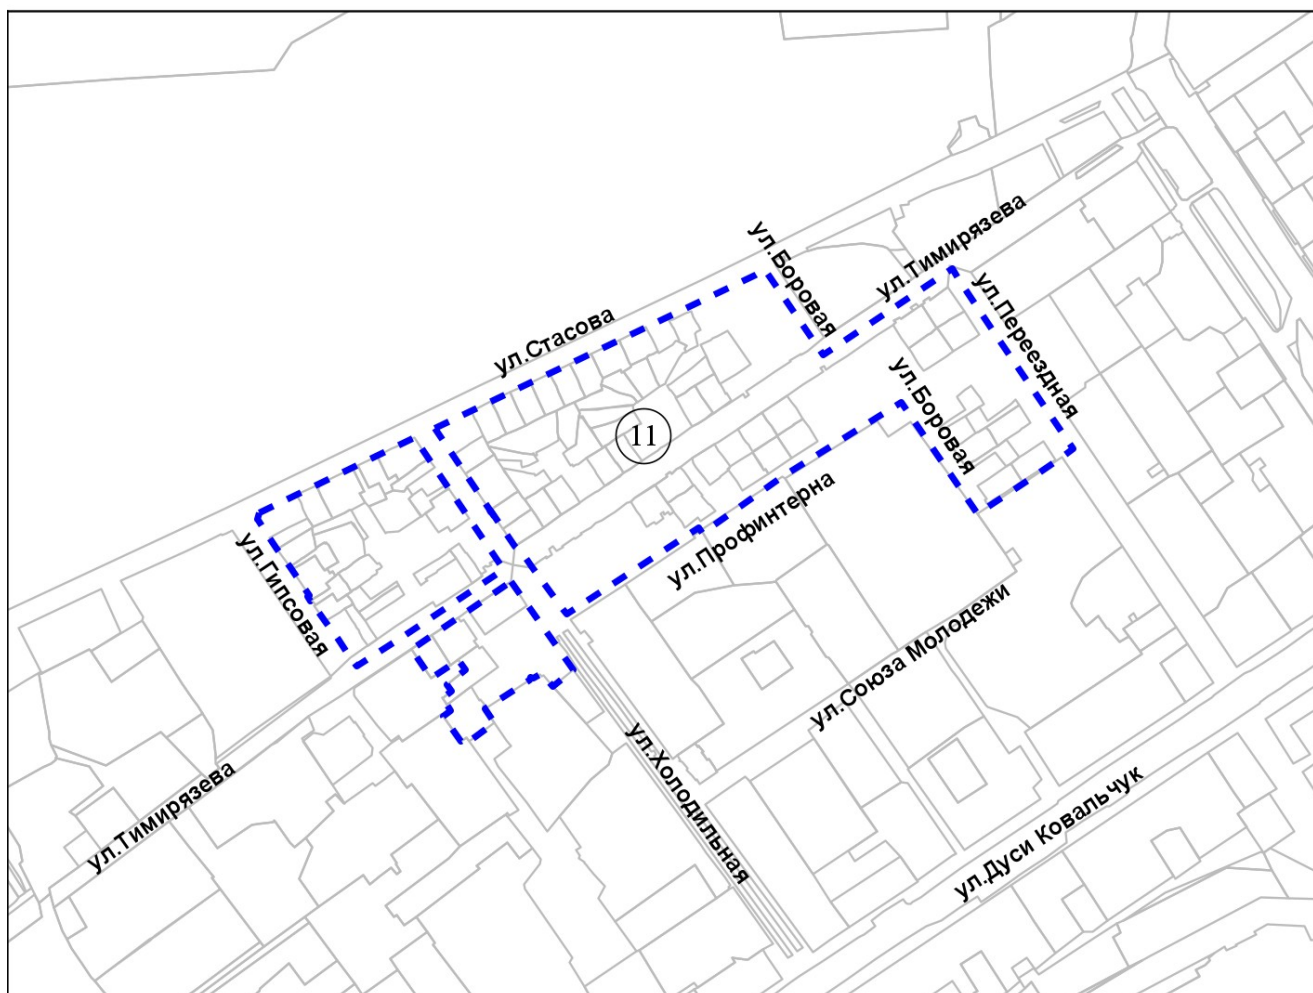 ул.Боровая
ул.Тимирязева
ул.Стасова
ул.Переездная
ул.Боровая
11
ул.Профинтерна
ул.Гипсовая
ул.Союза Молодежи
ул.Тимирязева
ул.Холодильная
ул.Дуси Ковальчук